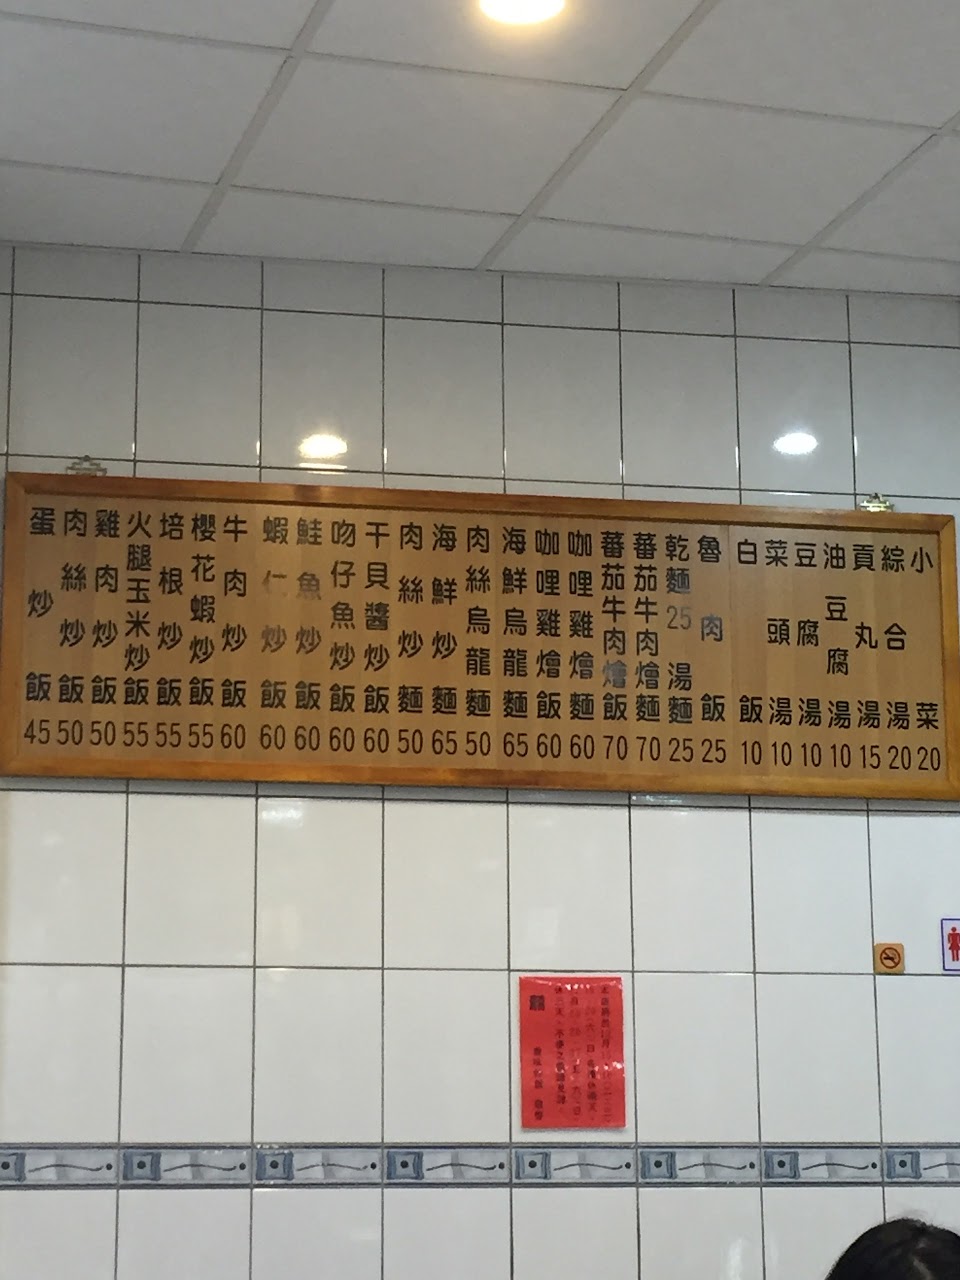 蛋炒飯45
肉絲炒飯50
雞肉炒飯50
火腿玉米炒飯55
培根炒飯55
櫻花蝦炒飯55
牛肉炒飯60
蝦仁炒飯60
鮭魚炒飯60
吻仔魚炒飯60
干貝醬炒飯60
肉絲炒麵50
海鮮炒麵65
肉絲烏龍麵50
海鮮烏龍麵65
咖哩雞燴飯60
咖哩雞燴麵60
蕃茄牛肉燴飯70
蕃茄牛肉燴麵70
乾麵25湯麵25
魯肉飯25
白飯10
菜頭湯10
豆腐湯10
油豆腐湯10
貢丸湯15
綜合湯20
小菜20